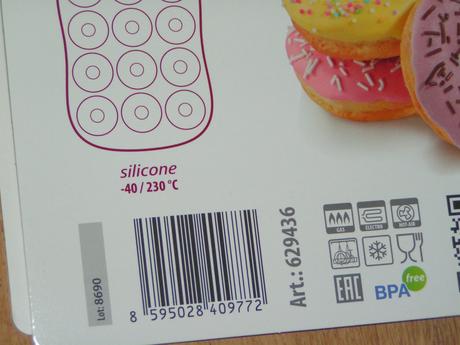 silicone
-40 / 230 °C
Lot: 8690
8 595028 409772
Art.: 629436
GAS
ELECTRO
HOT-AIR
EAC
BPA free